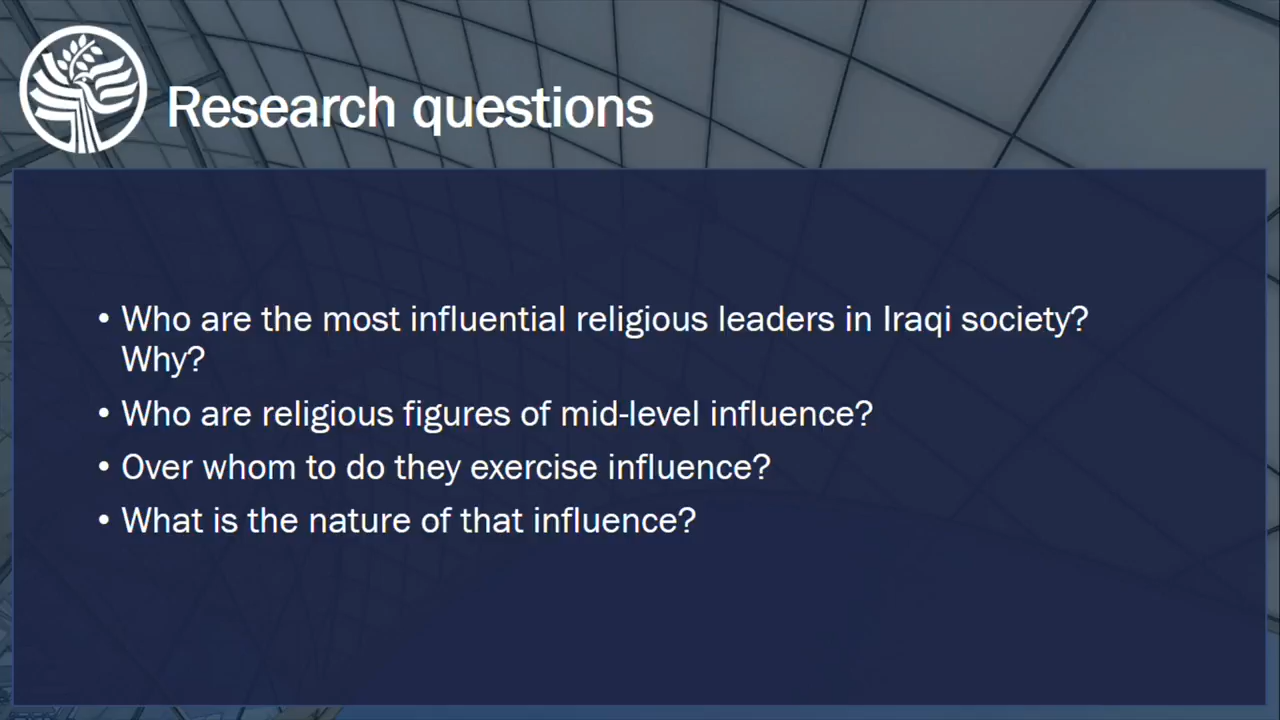 Research questions
• Who are the most influential religious leaders in Iraqi society?
Why?
• Who are religious figures of mid-level influence?
• Over whom to do they exercise influence?
• What is the nature of that influence?